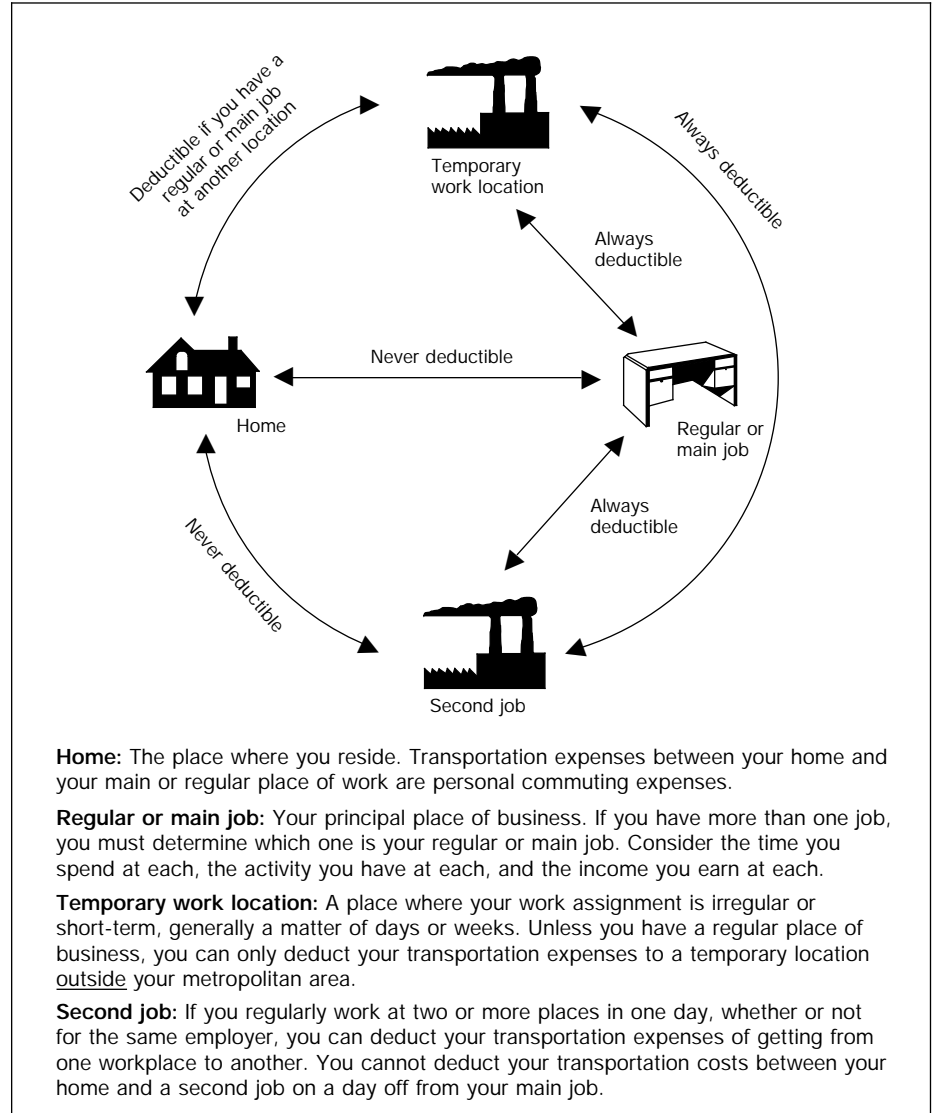 Deductible if you have a
regular or main job
at another location
Temporary
work location
Always deductible
Always
deductible
Never deductible
Home
Regular or
main job
Always
deductible
Never deductible
Second job
Home: The place where you reside. Transportation expenses between your home and
your main or regular place of work are personal commuting expenses.
Regular or main job: Your principal place of business. If you have more than one job,
you must determine which one is your regular or main job. Consider the time you
spend at each, the activity you have at each, and the income you earn at each.
Temporary work location: A place where your work assignment is irregular or
short-term, generally a matter of days or weeks. Unless you have a regular place of
business, you can only deduct your transportation expenses to a temporary location
outside your metropolitan area.
Second job: If you regularly work at two or more places in one day, whether or not
for the same employer, you can deduct your transportation expenses of getting from
one workplace to another. You cannot deduct your transportation costs between your
home and a second job on a day off from your main job.